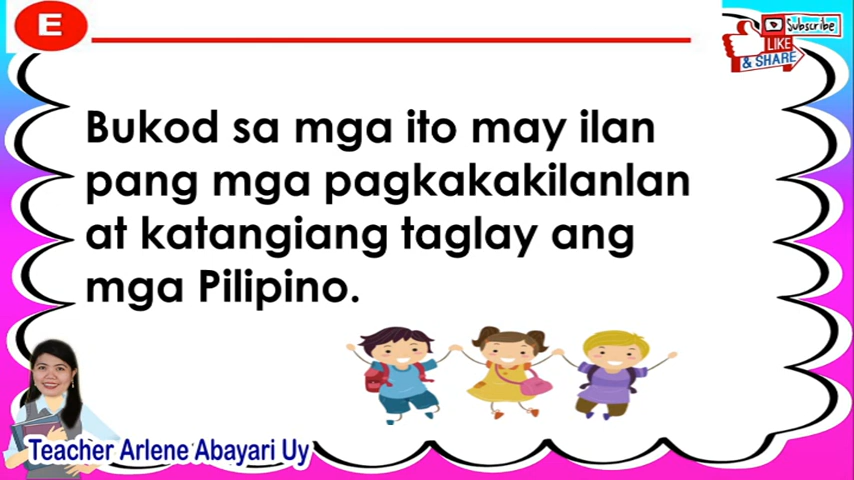 E
Subscribe
LIKE
& SHARE
Bukod sa mga ito may ilan
pang mga pagkakakilanlan
at katangiang taglay ang
mga Pilipino.
Teacher Arlene Abayari Uy